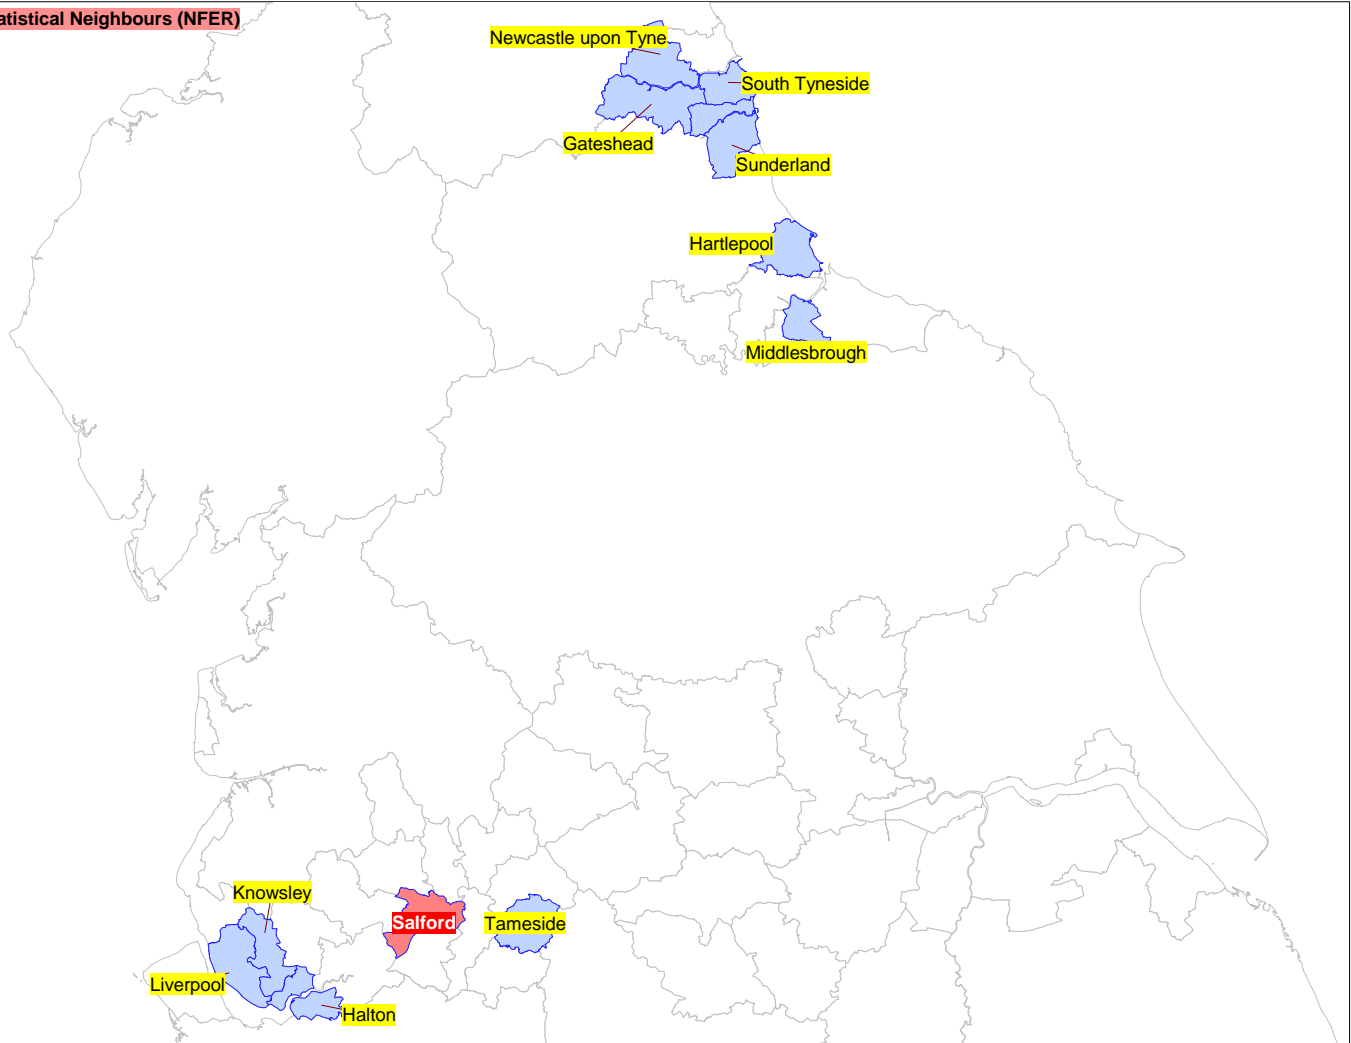 atistical Neighbours (NFER)
Newcastle upon Tyne
South Tyneside
Gateshead
Sunderland
Hartlepool
Middlesbrough
Knowsley
Salford
Tameside
Liverpool
Halton